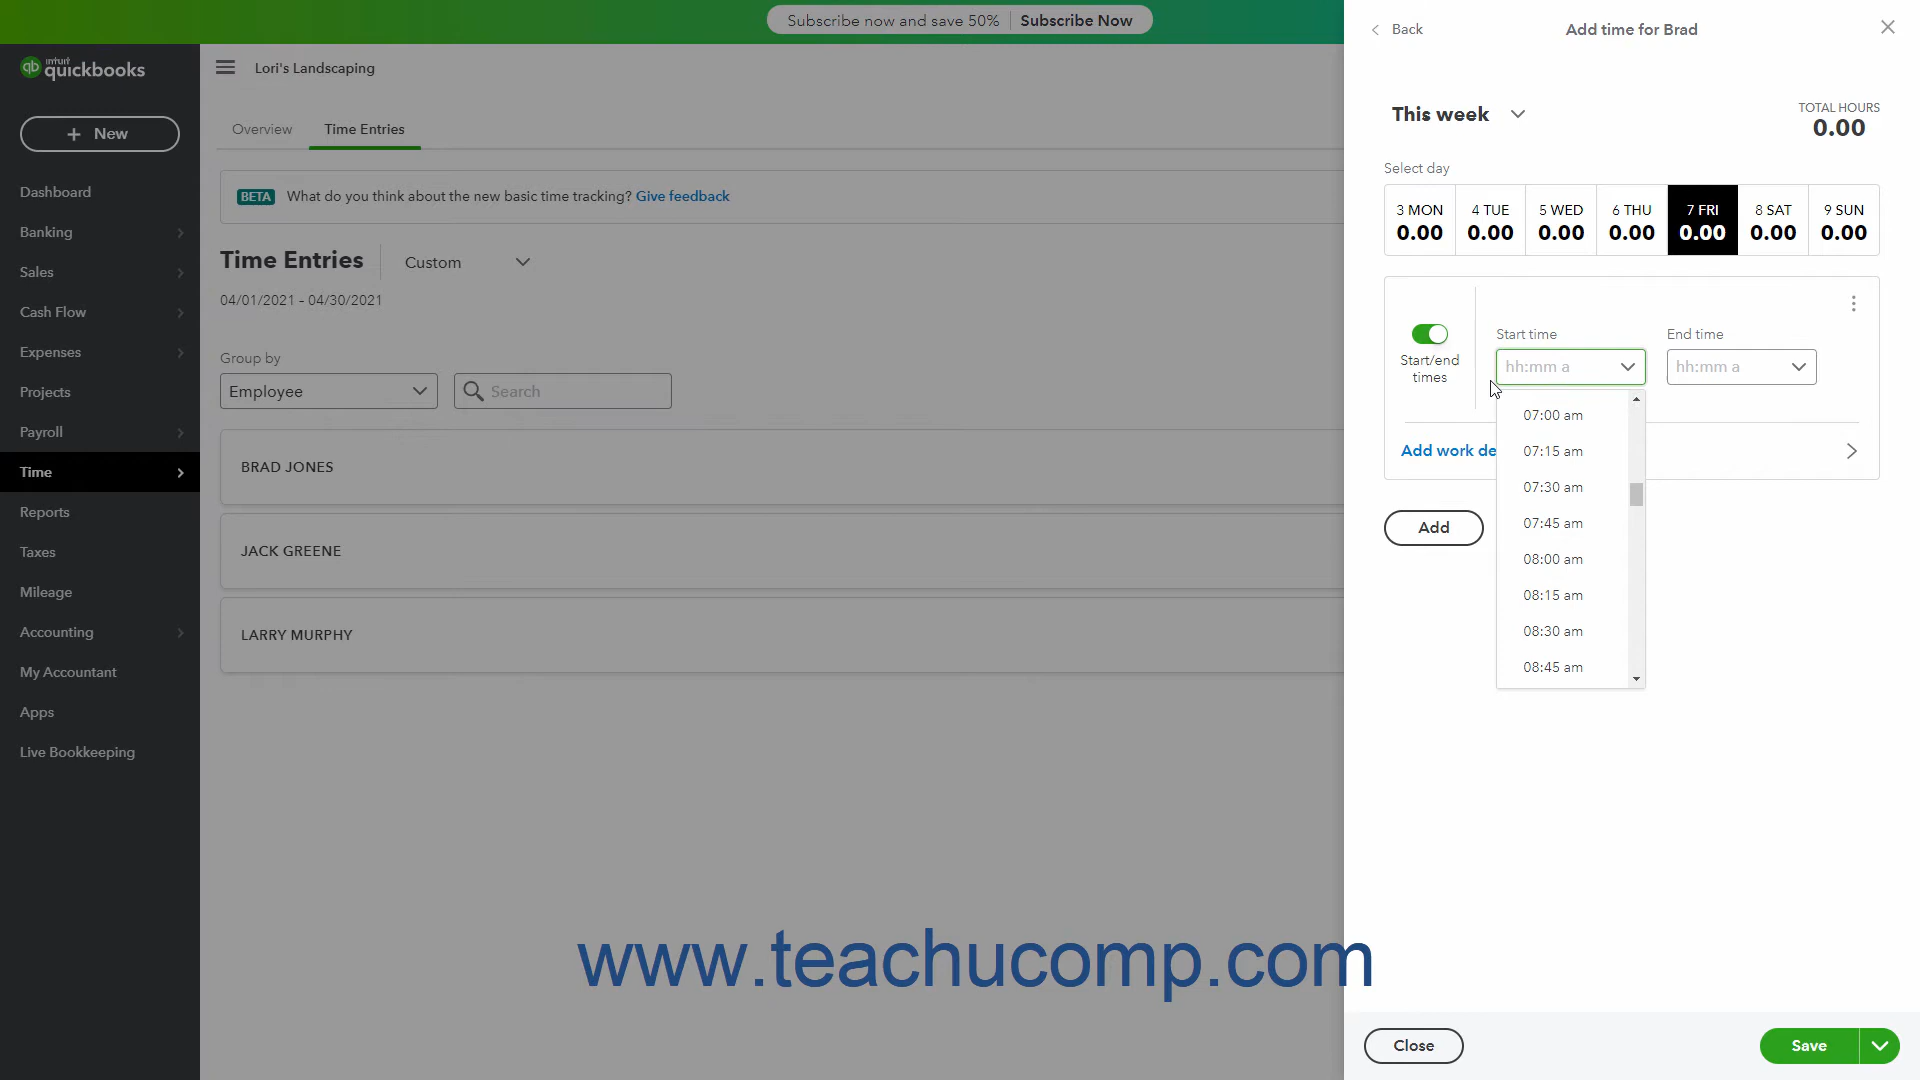 Subscribe now and save 50% Subscribe Now
intuit quickbooks
Lori's Landscaping
New
Dashboard
Banking
Sales
Cash Flow
Expenses
Projects
Payroll
Time
Reports
Taxes
Mileage
Accounting
My Accountant
Apps
Live Bookkeeping
Overview Time Entries
BETA What do you think about the new basic time tracking? Give feedback
Time Entries Custom
04/01/2021 - 04/30/2021
Group by
Employee Search
BRAD JONES
JACK GREENE
LARRY MURPHY
Back Add time for Brad
This week
TOTAL HOURS
0.00
Select day
3 MON 4 TUE 5 WED 6 THU 7 FRI 8 SAT 9 SUN
0.00 0.00 0.00 0.00 0.00 0.00 0.00
Start/end
times
Start time End time
hh:mm a hh:mm a
07:00 am
07:15 am
07:30 am
07:45 am
08:00 am
08:15 am
08:30 am
08:45 am
Add work de
Add
www.teachucomp.com
Close Save